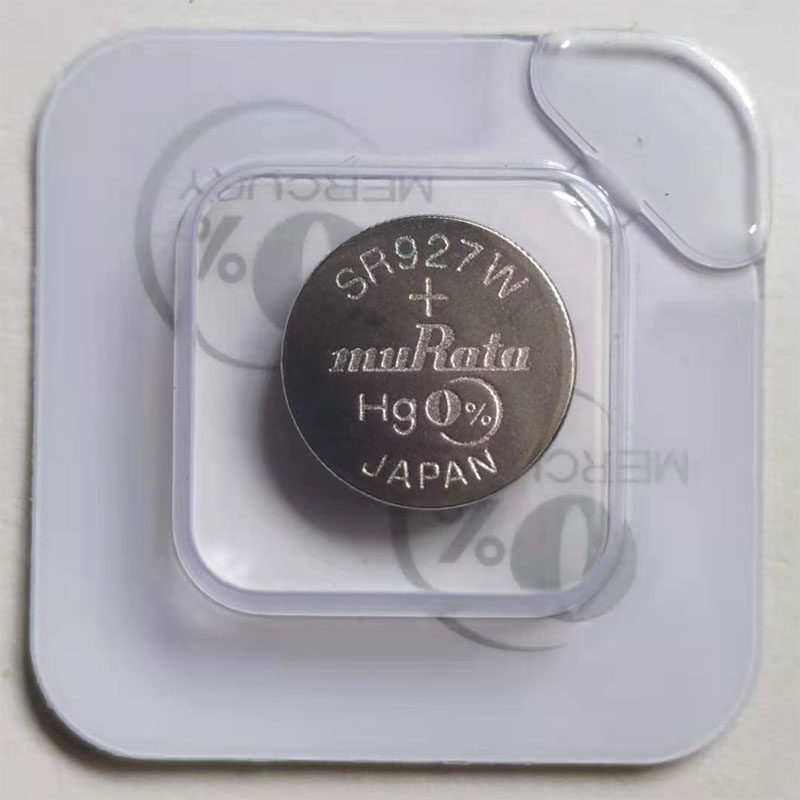 MERCURY
0%
SR927W
+
muRata
Hg0%
JAPAN
MERCURY
0%